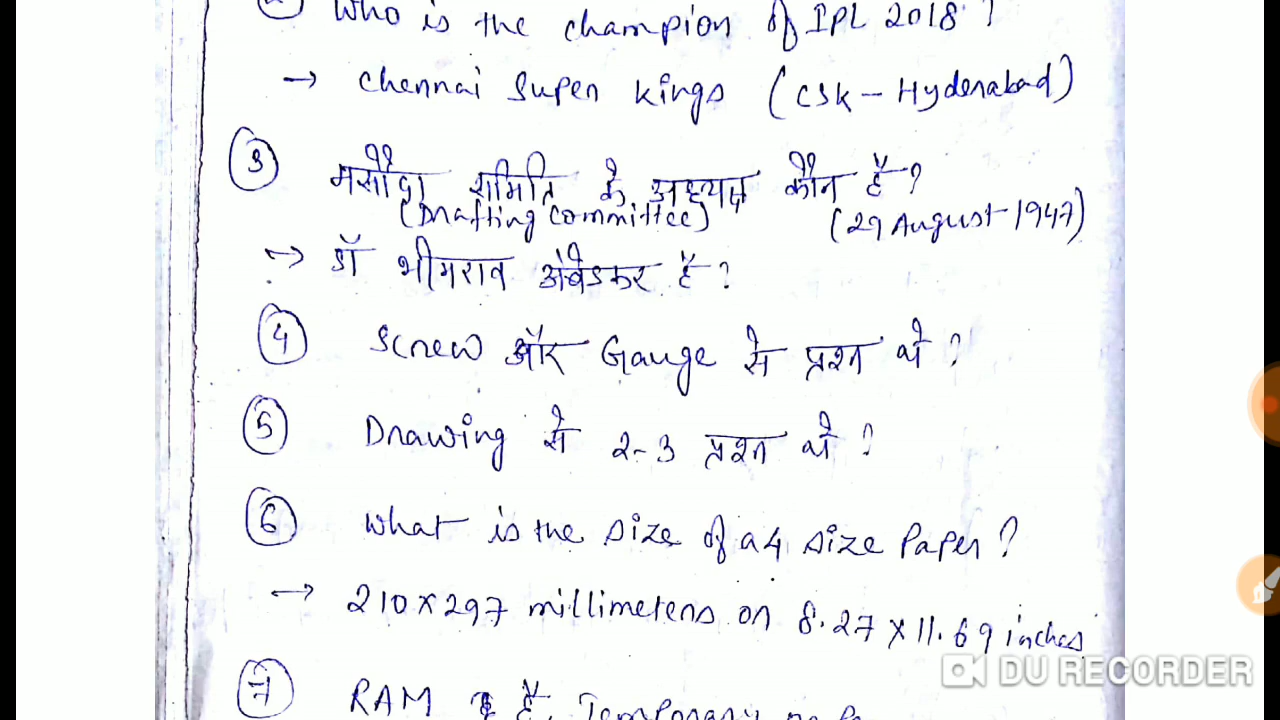 ② Who is the champion of IPL 2018 ?
→ Chennai Super Kings (CSK - Hyderabad)
③ मसौदा समिति के अध्यक्ष कौन है ?
(Drafting Committee) (29 August - 1947)
→ डॉ भीमराव अंबेडकर है ?
④ Screw और Gauge से प्रश्न थे ?
⑤ Drawing से 2-3 प्रश्न थे ?
⑥ What is the size of a4 size Paper ?
→ 210 × 297 millimeters or 8.27 × 11.69 inches
DU RECORDER
⑦ RAM है Temporary